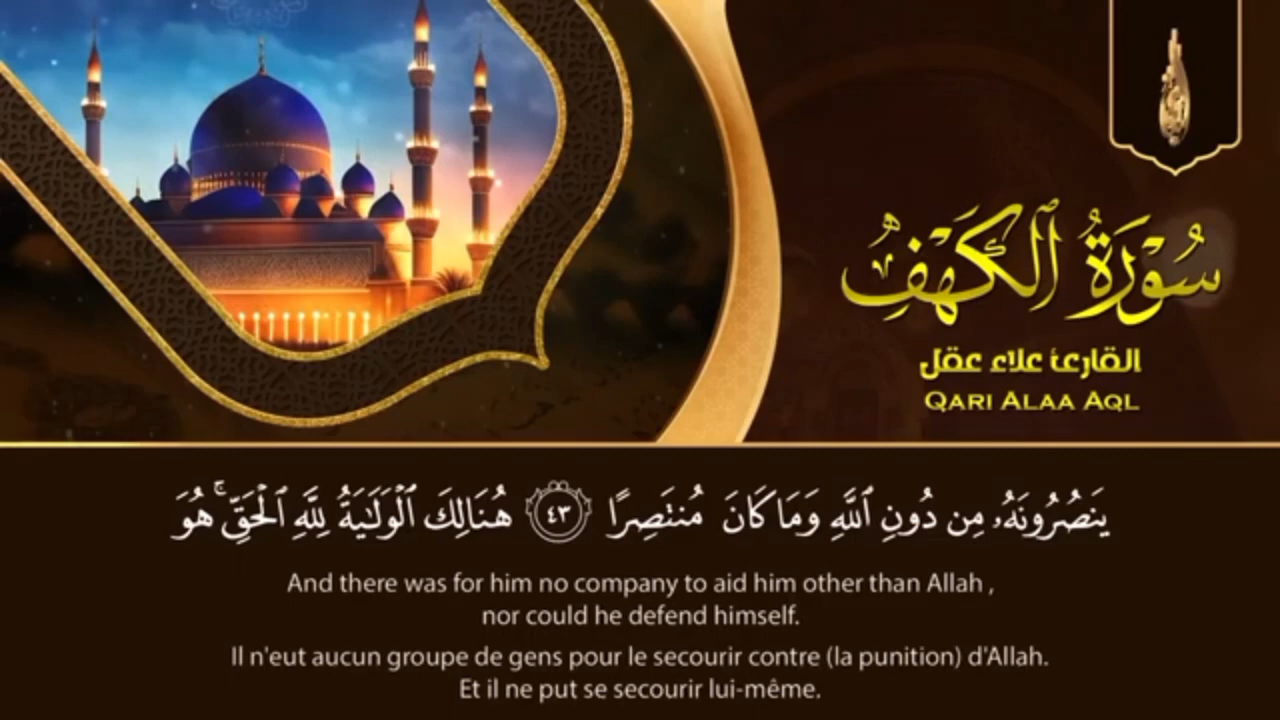 سُورَةُ ٱلْكَهْفِ
القارئ علاء عقل
QARI ALAA AQL
يَنصُرُونَهُۥ مِن دُونِ ٱللَّهِ وَمَا كَانَ مُنتَصِرًا ٤٣ هُنَالِكَ ٱلْوَلَٰيَةُ لِلَّهِ ٱلْحَقِّ ۚ هُوَ
And there was for him no company to aid him other than Allah ,
nor could he defend himself.
Il n'eut aucun groupe de gens pour le secourir contre (la punition) d'Allah.
Et il ne put se secourir lui-même.